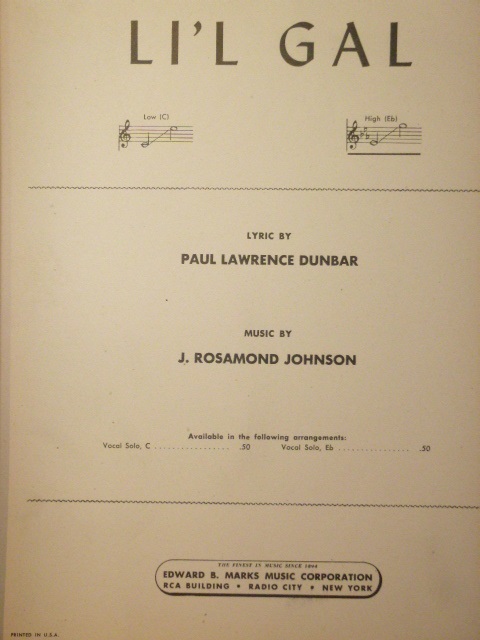 LI'L GAL
Low (C) High (Eb)
LYRIC BY
PAUL LAWRENCE DUNBAR
MUSIC BY
J. ROSAMOND JOHNSON
Available in the following arrangements:
Vocal Solo, C .................. .50 Vocal Solo, Eb ................ .50
THE FINEST IN MUSIC SINCE 1894
EDWARD B. MARKS MUSIC CORPORATION
RCA BUILDING • RADIO CITY • NEW YORK
PRINTED IN U.S.A.